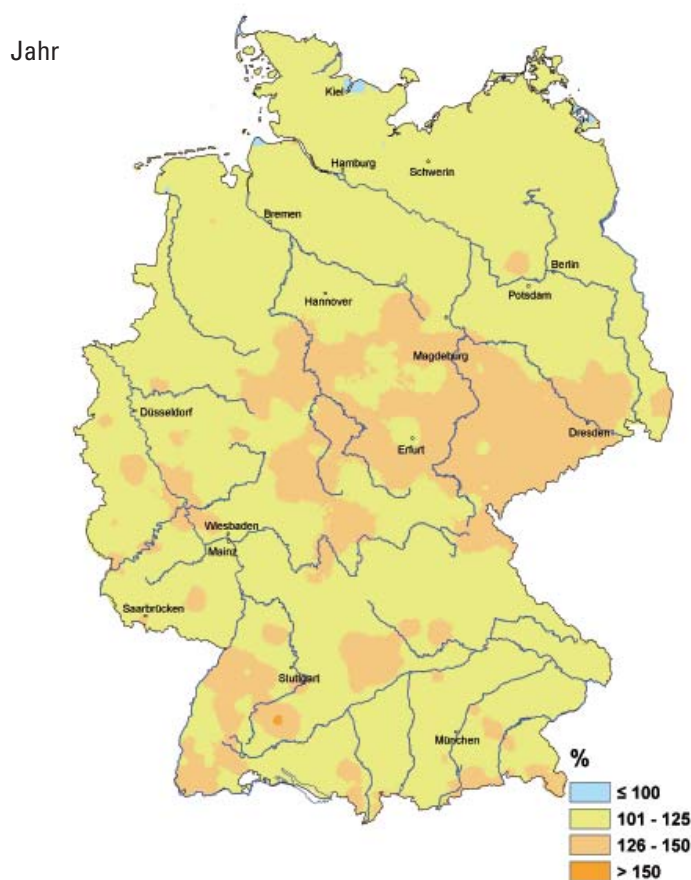 Jahr
Kiel
Hamburg
Schwerin
Bremen
Berlin
Hannover
Potsdam
Magdeburg
Düsseldorf
Erfurt
Dresden
Wiesbaden
Mainz
Saarbrücken
Stuttgart
München
%
≤ 100
101 - 125
126 - 150
> 150